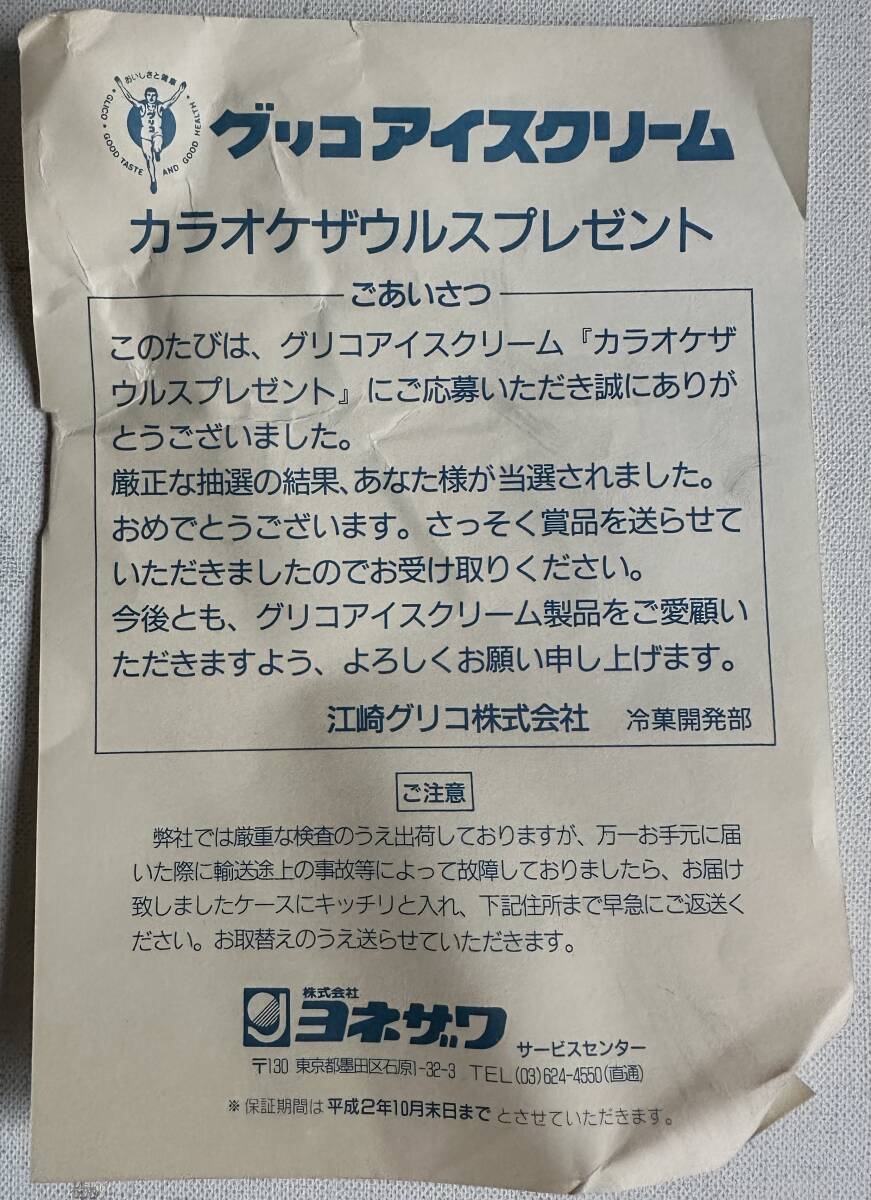 おいしさと健康
・GLICO・GOOD TASTE AND GOOD HEALTH・
グリコ
グリコアイスクリーム
カラオケザウルスプレゼント
ごあいさつ
このたびは、グリコアイスクリーム『カラオケザ
ウルスプレゼント』にご応募いただき誠にありが
とうございました。
厳正な抽選の結果、あなた様が当選されました。
おめでとうございます。さっそく賞品を送らせて
いただきましたのでお受け取りください。
今後とも、グリコアイスクリーム製品をご愛顧い
ただきますよう、よろしくお願い申し上げます。
江崎グリコ株式会社 冷菓開発部
ご注意
弊社では厳重な検査のうえ出荷しておりますが、万一お手元に届
いた際に輸送途上の事故等によって故障しておりましたら、お届け
致しましたケースにキッチリと入れ、下記住所まで早急にご返送く
ださい。お取替えのうえ送らせていただきます。
株式会社
ヨネザワ サービスセンター
〒130 東京都墨田区石原1-32-3 TEL(03)624-4550(直通)
※保証期間は平成2年10月末日までとさせていただきます。